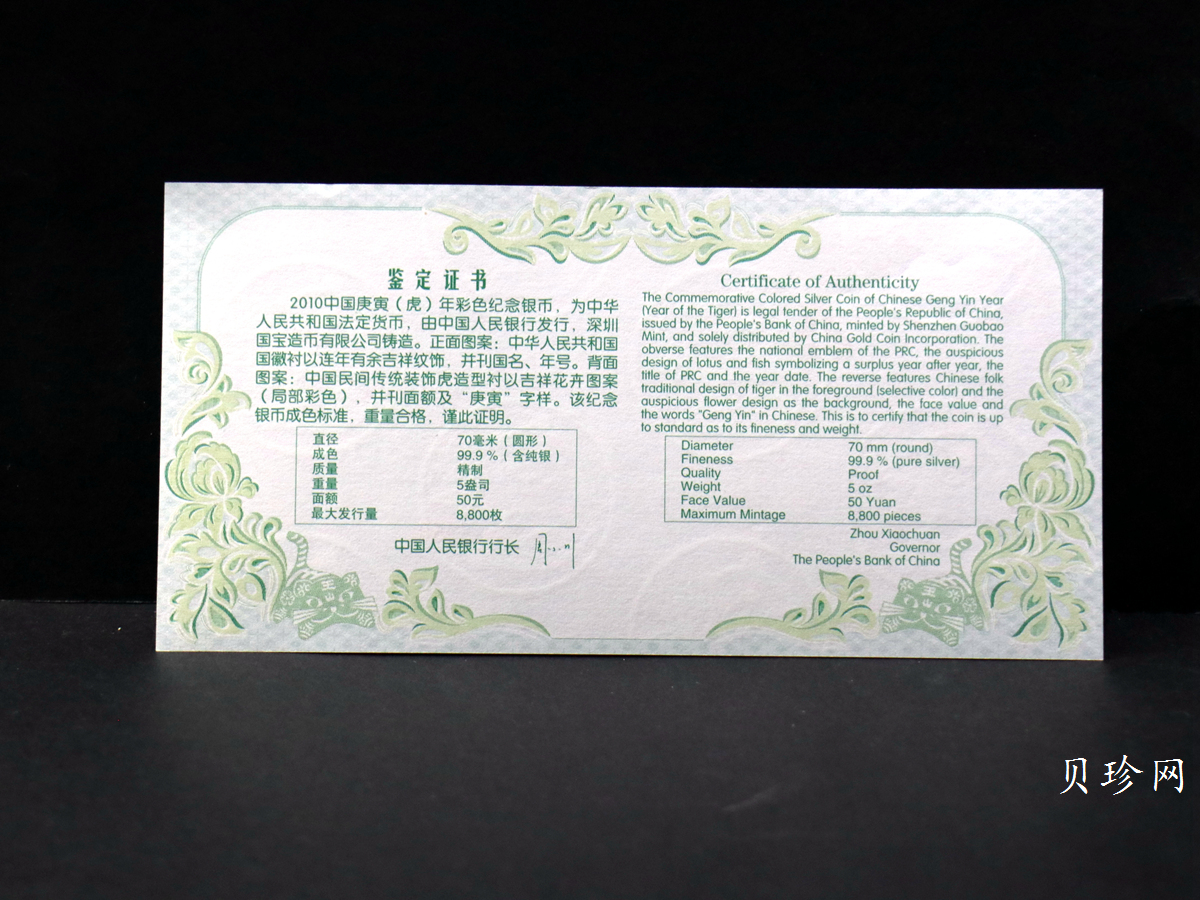 鉴定证书
2010中国庚寅（虎）年彩色纪念银币，为中华
人民共和国法定货币，由中国人民银行发行，深圳
国宝造币有限公司铸造。正面图案：中华人民共和国
国徽衬以连年有余吉祥纹饰，并刊国名、年号。背面
图案：中国民间传统装饰虎造型衬以吉祥花卉图案
（局部彩色），并刊面额及“庚寅”字样。该纪念
银币成色标准，重量合格，谨此证明。
直径 70毫米（圆形）
成色 99.9%（含纯银）
质量 精制
重量 5盎司
面额 50元
最大发行量 8,800枚
中国人民银行行长
Certificate of Authenticity
The Commemorative Colored Silver Coin of Chinese Geng Yin Year
(Year of the Tiger) is legal tender of the People's Republic of China,
issued by the People's Bank of China, minted by Shenzhen Guobao
Mint, and solely distributed by China Gold Coin Incorporation. The
obverse features the national emblem of the PRC, the auspicious
design of lotus and fish symbolizing a surplus year after year, the
title of PRC and the year date. The reverse features Chinese folk
traditional design of tiger in the foreground (selective color) and the
auspicious flower design as the background, the face value and
the words "Geng Yin" in Chinese. This is to certify that the coin is up
to standard as to its fineness and weight.
Diameter 70 mm (round)
Fineness 99.9 % (pure silver)
Quality Proof
Weight 5 oz
Face Value 50 Yuan
Maximum Mintage 8,800 pieces
Zhou Xiaochuan
Governor
The People's Bank of China
贝珍网